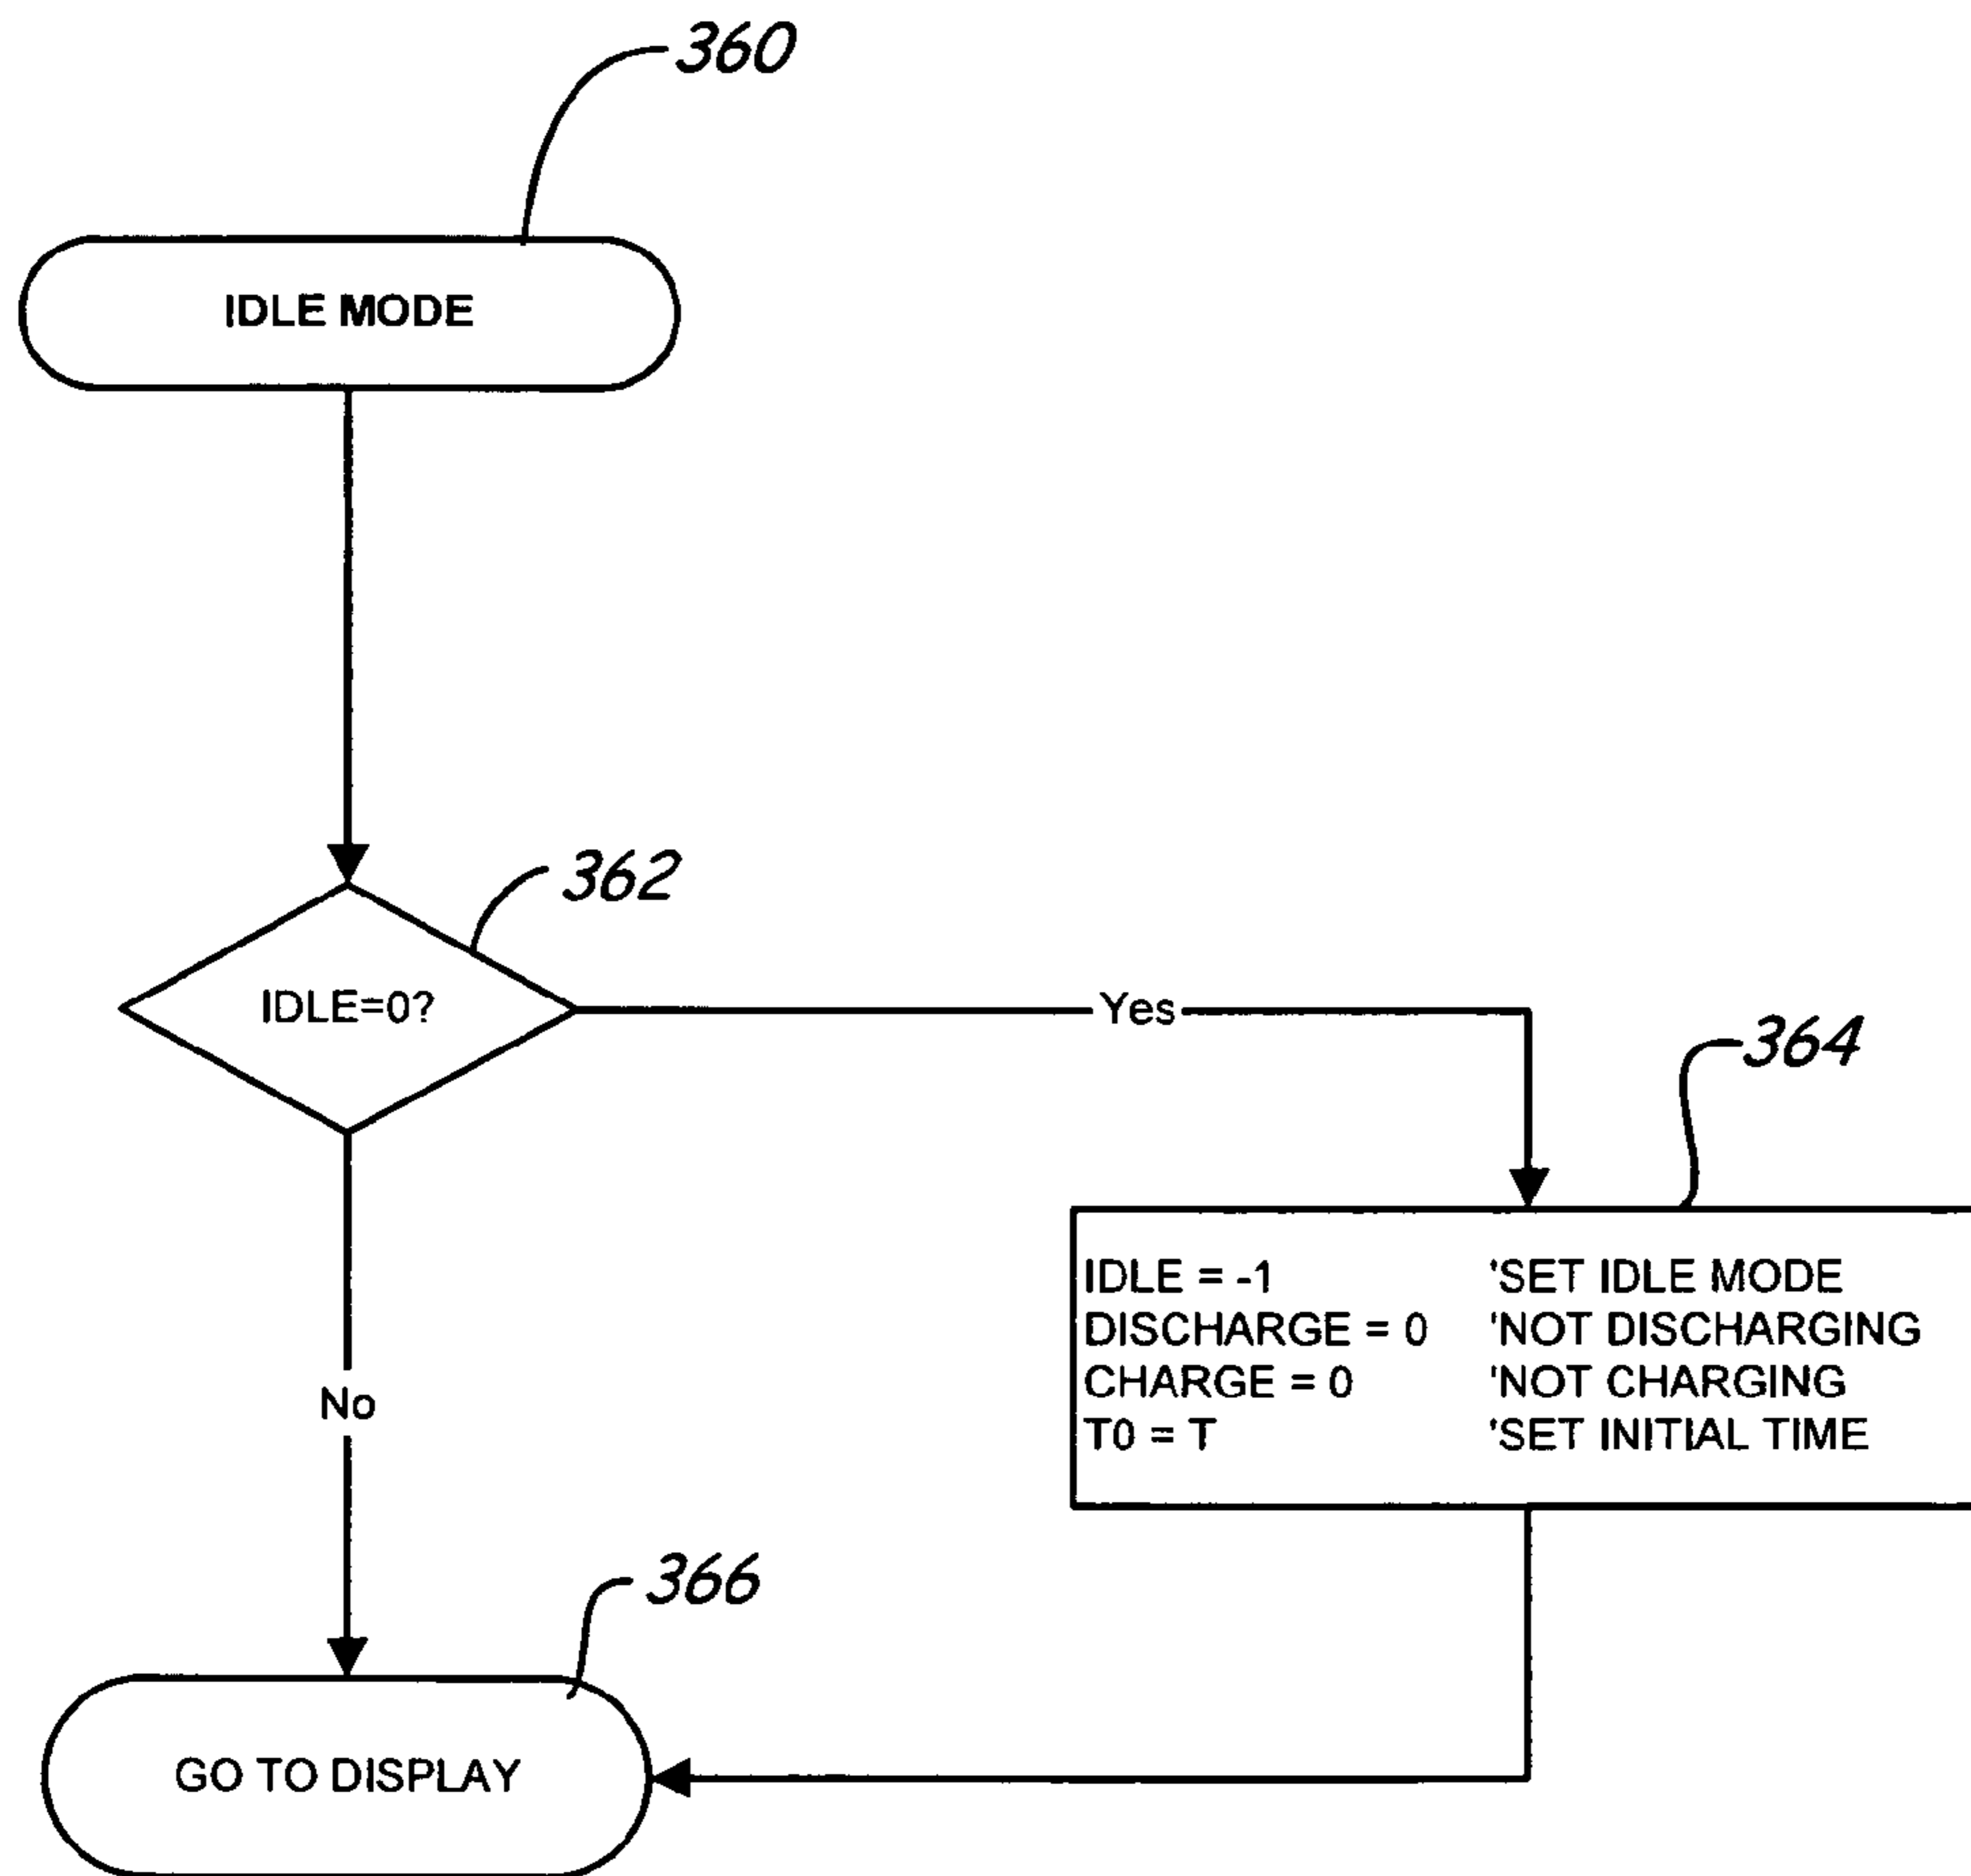 360
IDLE MODE
362
IDLE=0?
Yes
364
IDLE = -1 'SET IDLE MODE
DISCHARGE = 0 'NOT DISCHARGING
CHARGE = 0 'NOT CHARGING
T0 = T 'SET INITIAL TIME
No
366
GO TO DISPLAY